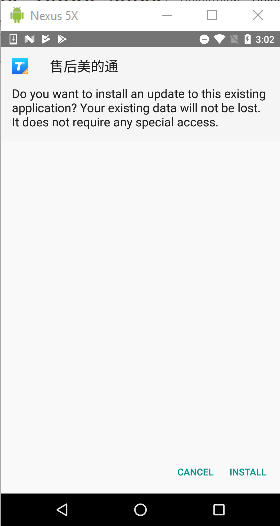 Nexus 5X
3:02
T
售后美的通
Do you want to install an update to this existing
application? Your existing data will not be lost.
It does not require any special access.
CANCEL INSTALL